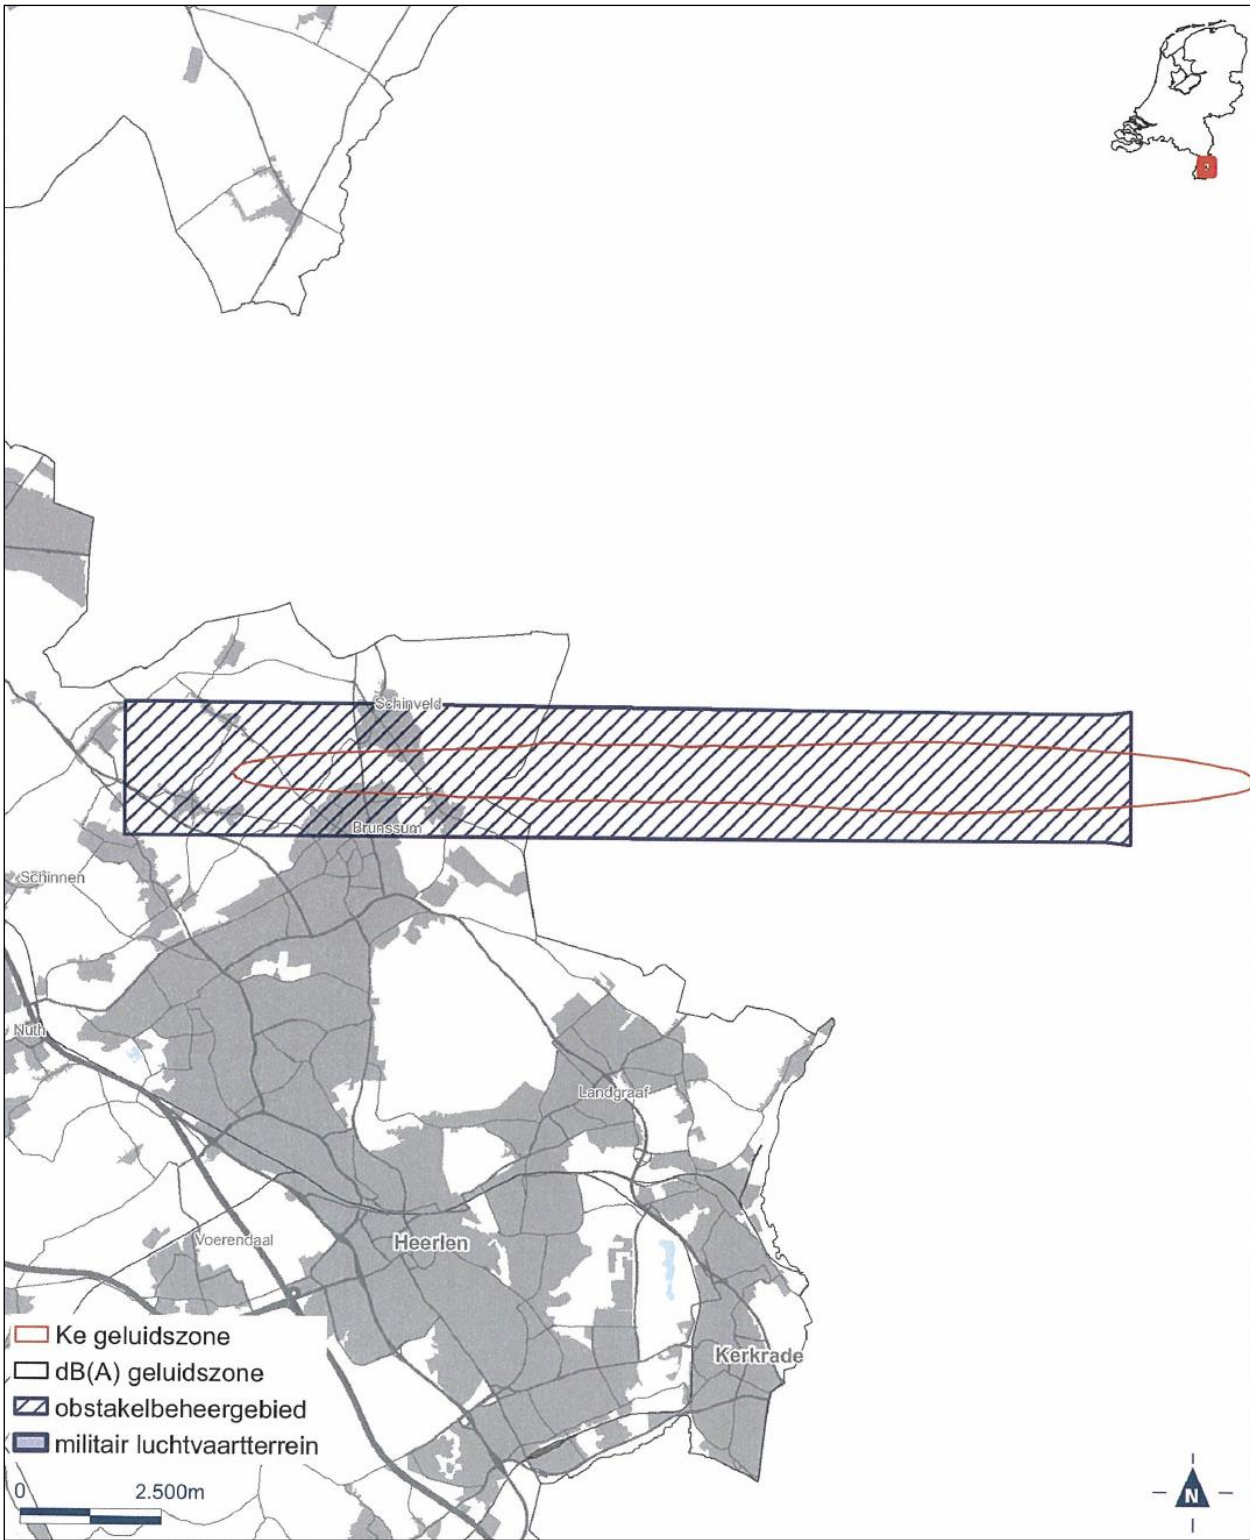 Schinveld
Brunssum
Schinnen
Nuth
Landgraaf
Voerendaal
Heerlen
Kerkrade
Ke geluidszone
dB(A) geluidszone
obstakelbeheergebied
militair luchtvaartterrein
0 2.500m
N